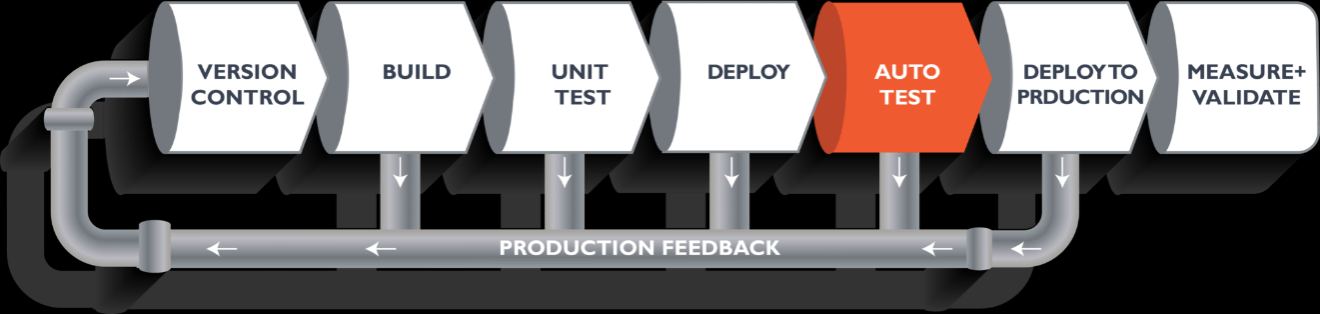 VERSION
CONTROL
BUILD
UNIT
TEST
DEPLOY
AUTO
TEST
DEPLOY TO
PRDUCTION
MEASURE+
VALIDATE
PRODUCTION FEEDBACK